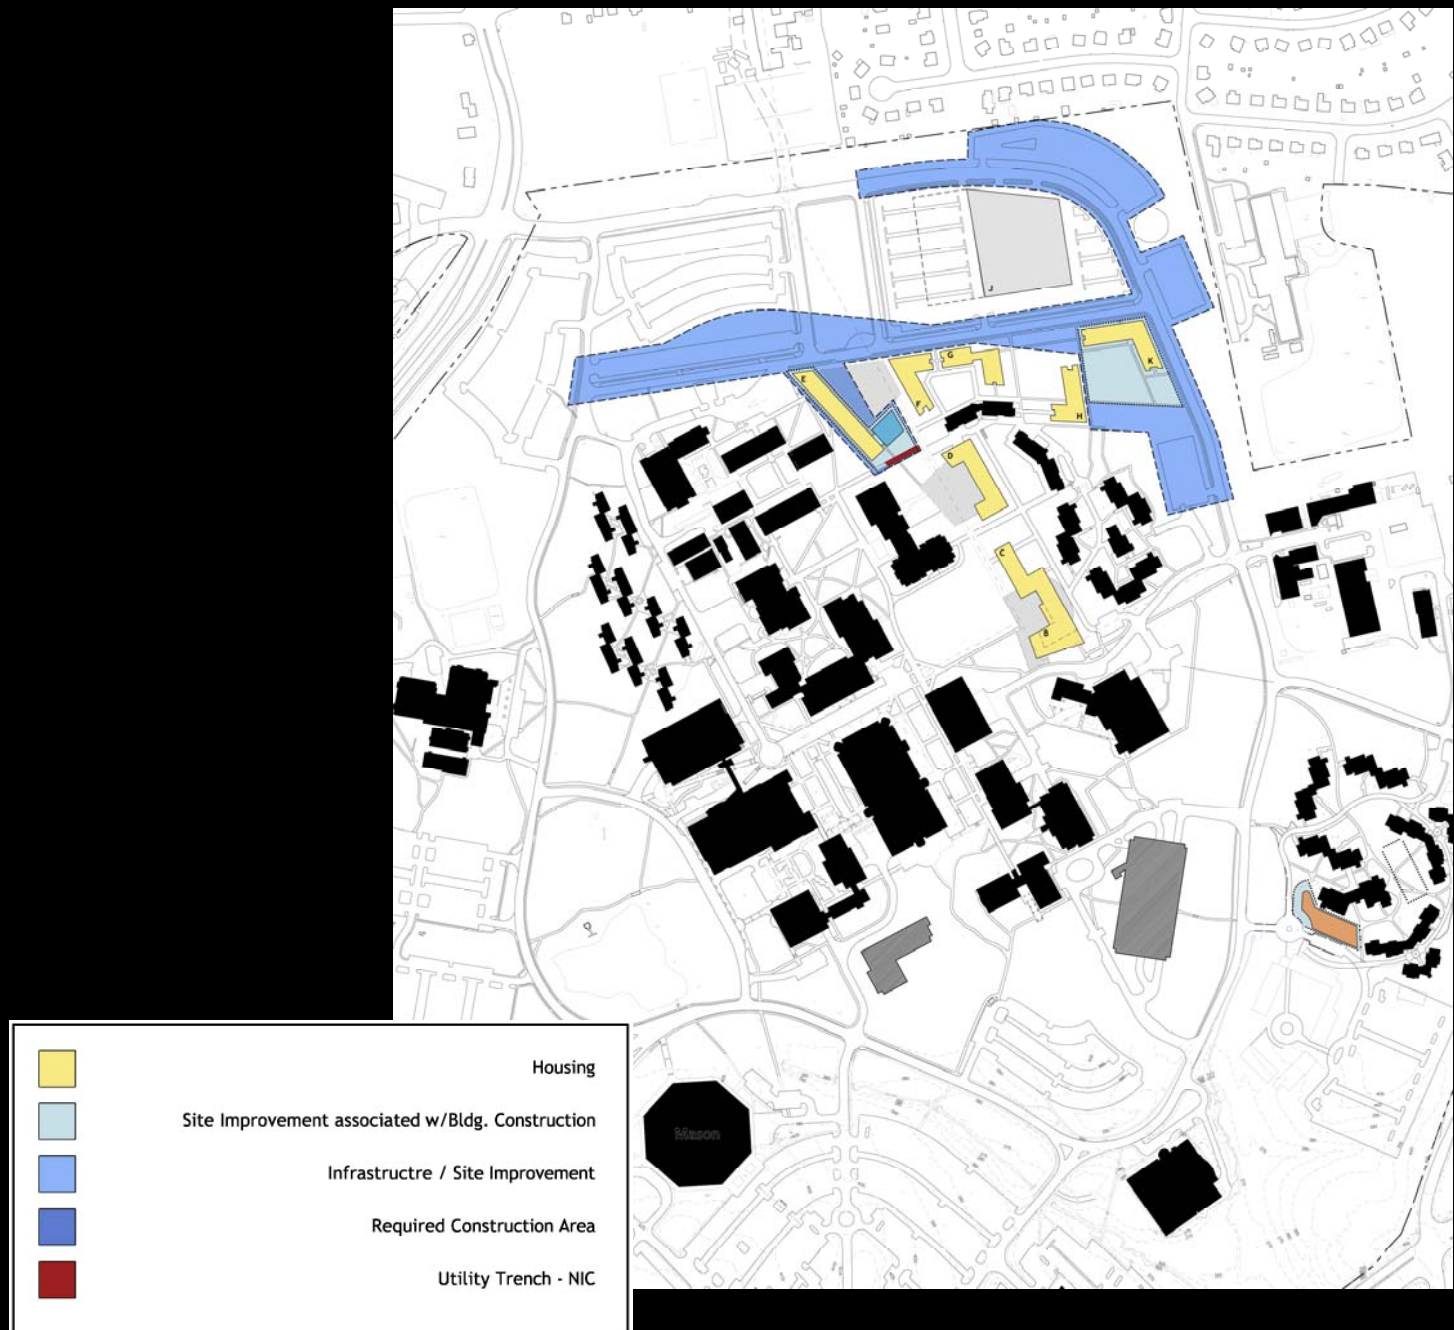 J
G
K
E
F
H
D
C
B
Mason
Housing
Site Improvement associated w/Bldg. Construction
Infrastructre / Site Improvement
Required Construction Area
Utility Trench - NIC